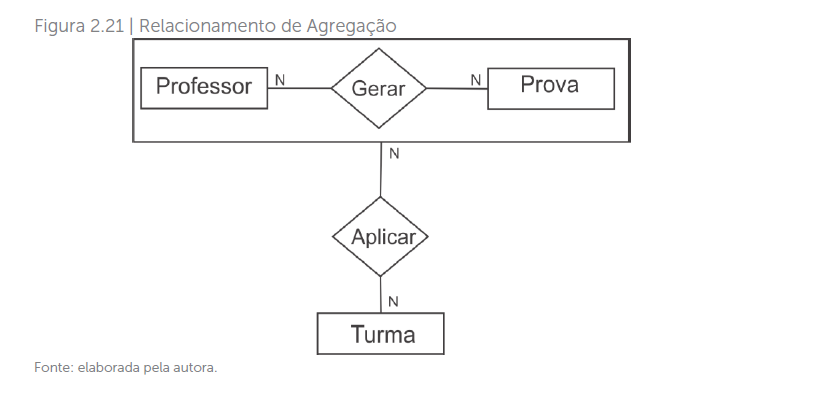 Figura 2.21 | Relacionamento de Agregação
Professor
N
Gerar
N
Prova
N
Aplicar
N
Turma
Fonte: elaborada pela autora.